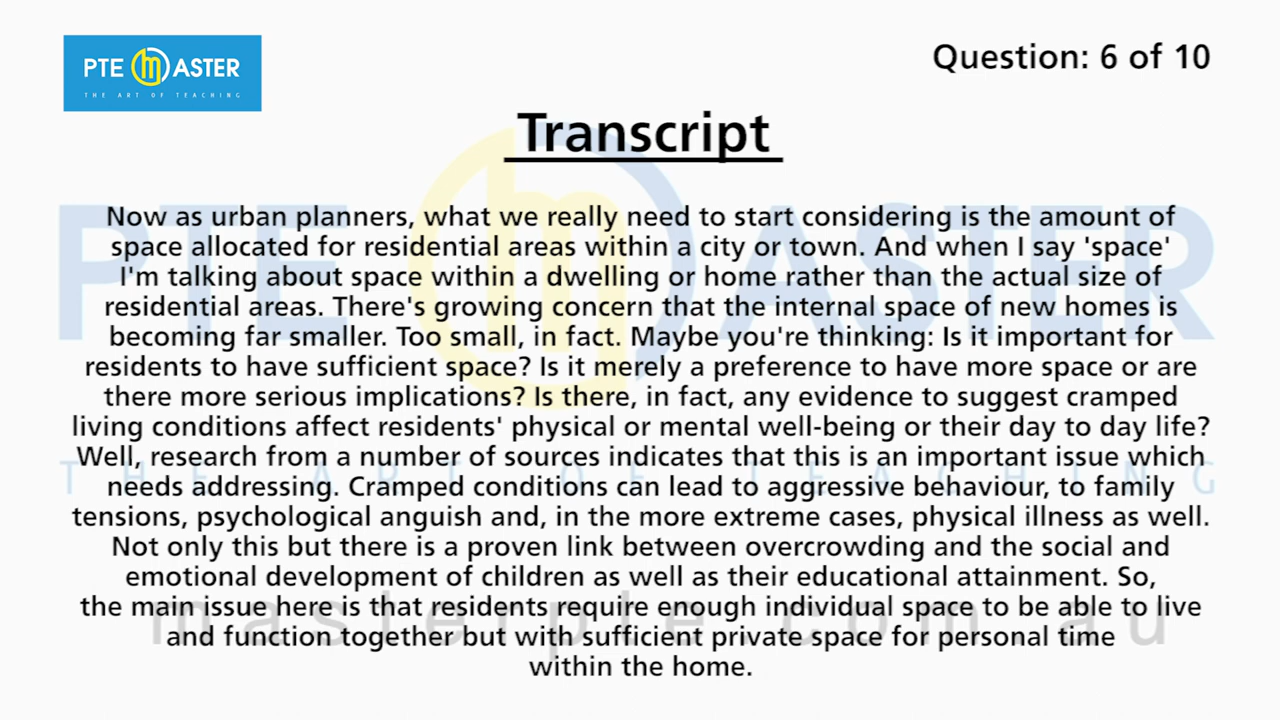 PTE MASTER
THE ART OF TEACHING
Question: 6 of 10
Transcript
Now as urban planners, what we really need to start considering is the amount of
space allocated for residential areas within a city or town. And when I say 'space'
I'm talking about space within a dwelling or home rather than the actual size of
residential areas. There's growing concern that the internal space of new homes is
becoming far smaller. Too small, in fact. Maybe you're thinking: Is it important for
residents to have sufficient space? Is it merely a preference to have more space or are
there more serious implications? Is there, in fact, any evidence to suggest cramped
living conditions affect residents' physical or mental well-being or their day to day life?
Well, research from a number of sources indicates that this is an important issue which
needs addressing. Cramped conditions can lead to aggressive behaviour, to family
tensions, psychological anguish and, in the more extreme cases, physical illness as well.
Not only this but there is a proven link between overcrowding and the social and
emotional development of children as well as their educational attainment. So,
the main issue here is that residents require enough individual space to be able to live
and function together but with sufficient private space for personal time
within the home.
PTE MASTER
THE ART OF TEACHING